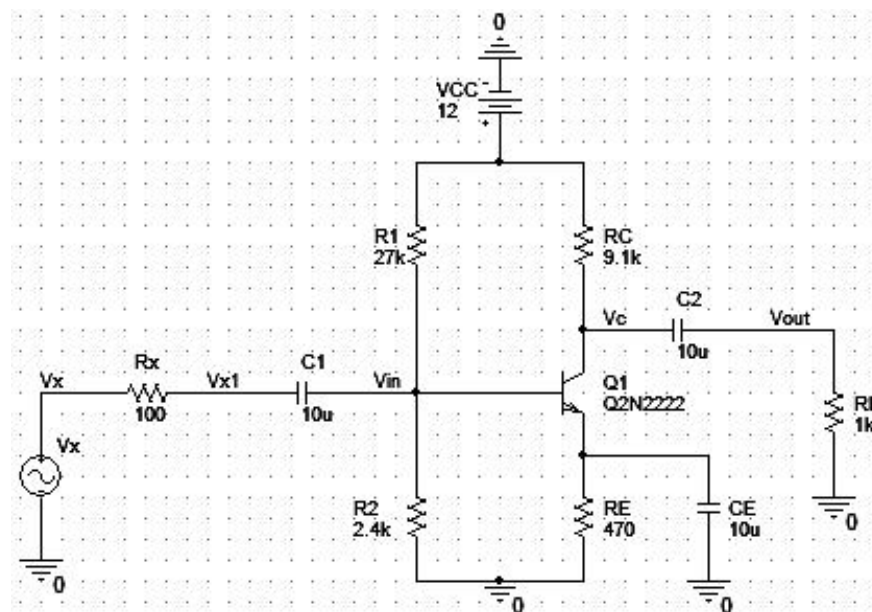 0
VCC
12
-
+
R1
27k
RC
9.1k
C2
10u
Vc
Vout
Rx
100
Vx
Vx1
C1
10u
Vin
Q1
Q2N2222
1k
Vx
R2
2.4k
RE
470
CE
10u
0
0
0
0